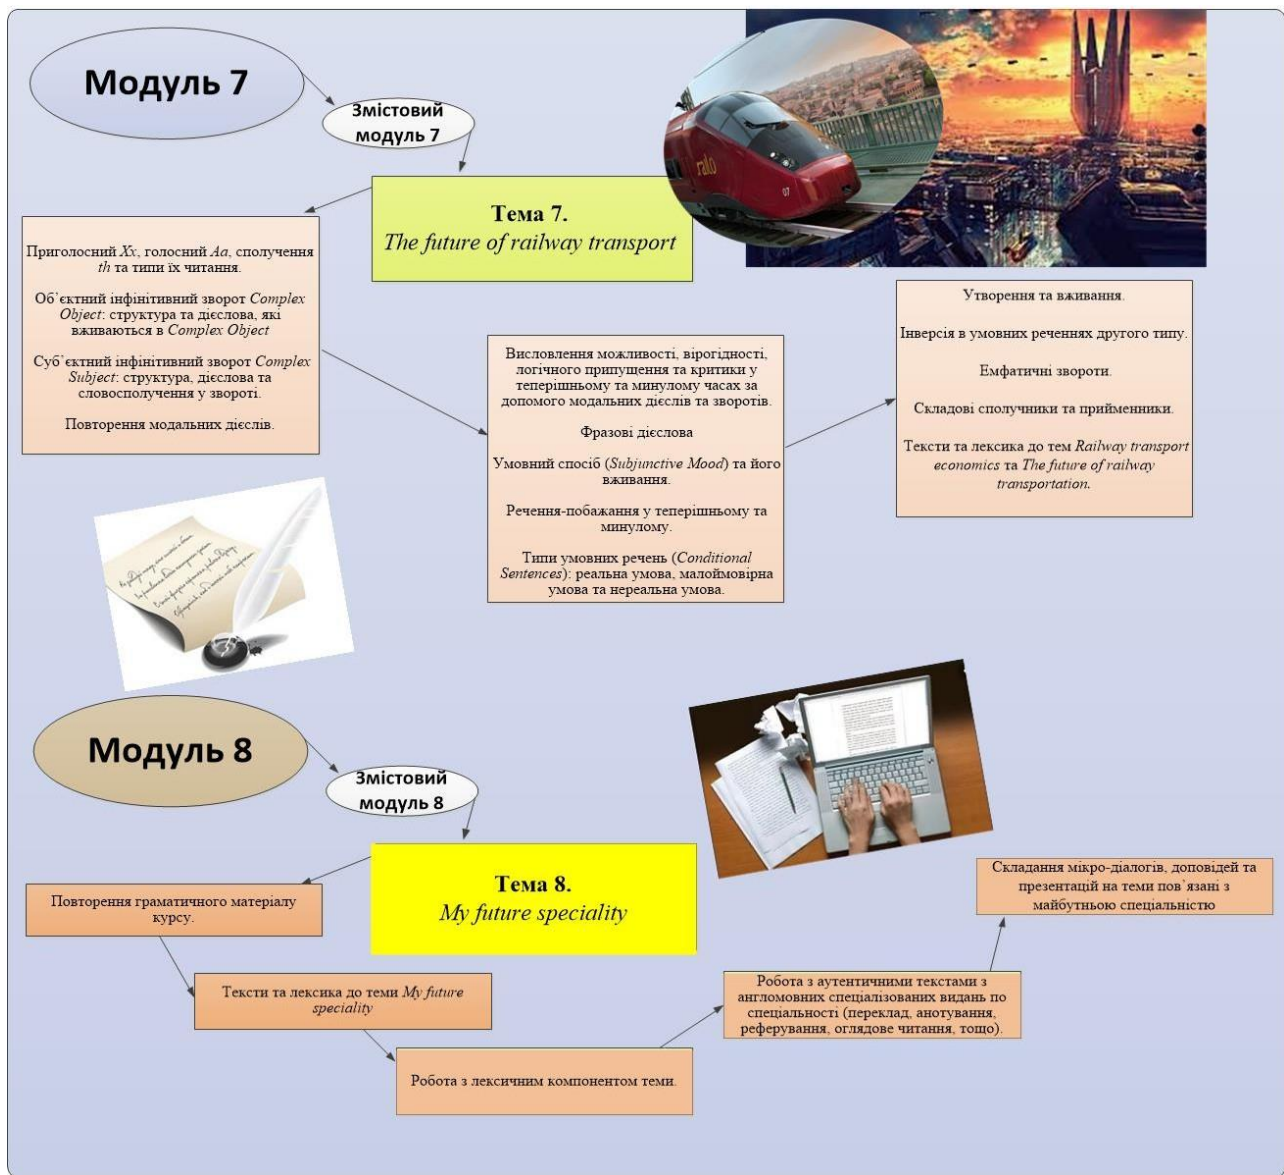 Модуль 7
Змістовий
модуль 7
Тема 7.
The future of railway transport
italo
07
Приголосний Xx, голосний Aa, сполучення
th та типи їх читання.
Об`єктний інфінітивний зворот Complex
Object: структура та дієслова, які
вживаються в Complex Object
Суб`єктний інфінітивний зворот Complex
Subject: структура, дієслова та
словосполучення у звороті.
Повторення модальних дієслів.
Висловлення можливості, вірогідності,
логічного припущення та критики у
теперішньому та минулому часах за
допомого модальних дієслів та зворотів.
Фразові дієслова
Умовний спосіб (Subjunctive Mood) та його
вживання.
Речення-побажання у теперішньому та
минулому.
Типи умовних речень (Conditional
Sentences): реальна умова, малоймовірна
умова та нереальна умова.
Утворення та вживання.
Інверсія в умовних реченнях другого типу.
Емфатичні звороти.
Складові сполучники та прийменники.
Тексти та лексика до тем Railway transport
economics та The future of railway
transportation.
Модуль 8
Змістовий
модуль 8
Тема 8.
My future speciality
Повторення граматичного матеріалу
курсу.
Тексти та лексика до теми My future
speciality
Робота з лексичним компонентом теми.
Робота з аутентичними текстами з
англомовних спеціалізованих видань по
спеціальності (переклад, анотування,
реферування, оглядове читання, тощо).
Складання мікро-діалогів, доповідей та
презентацій на теми пов`язані з
майбутньою спеціальністю